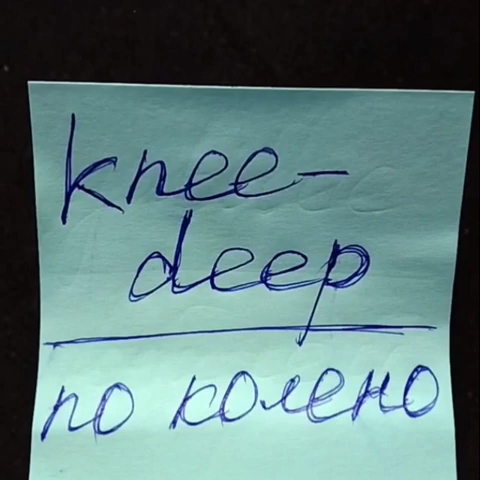 knee-
deep
по колено